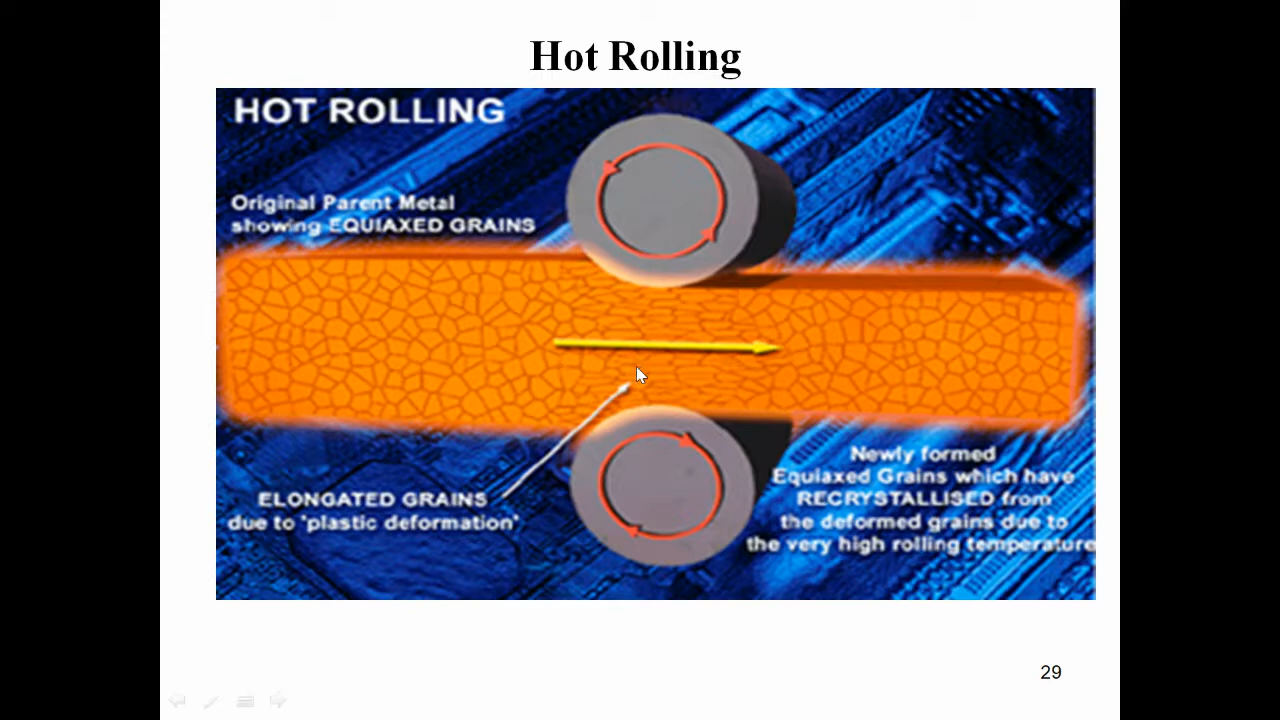 Hot Rolling
HOT ROLLING
Original Parent Metal
showing EQUIAXED GRAINS
ELONGATED GRAINS
due to 'plastic deformation'
Newly formed
Equiaxed Grains which have
RECRYSTALLISED from
the deformed grains due to
the very high rolling temperature
29